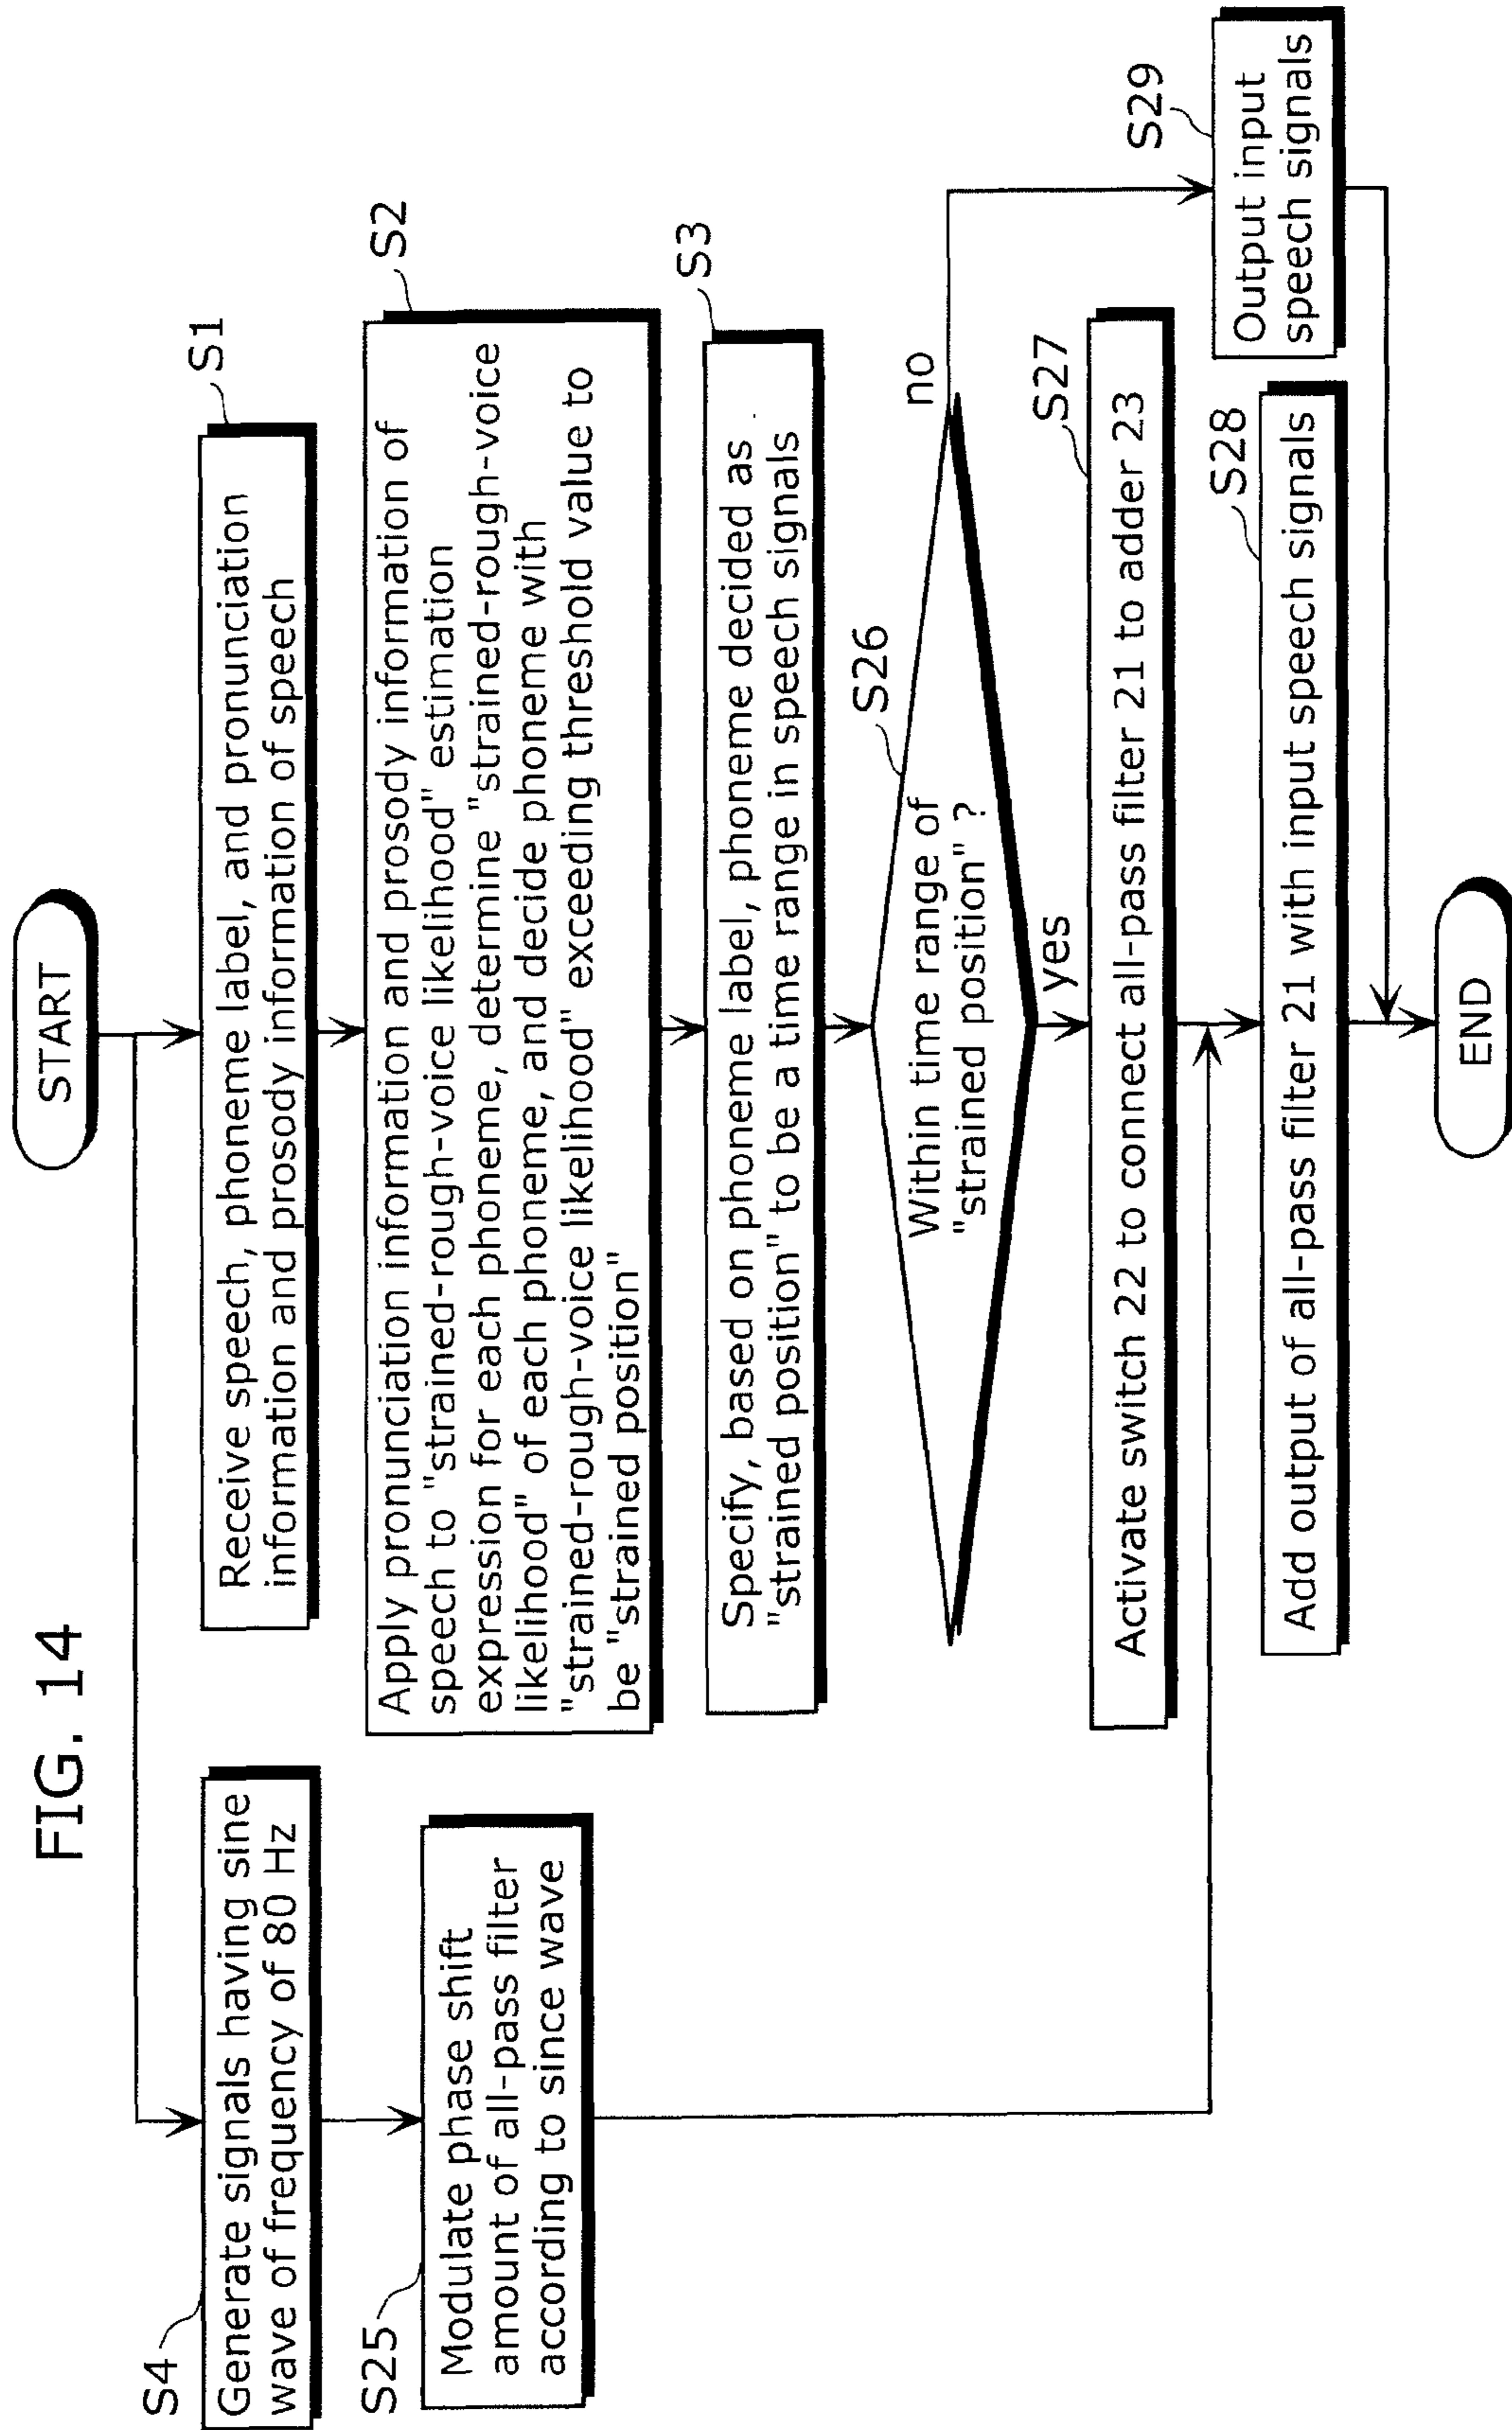 FIG. 14
START
S4
Generate signals having sine
wave of frequency of 80 Hz
S25
Modulate phase shift
amount of all-pass filter
according to since wave
S1
Receive speech, phoneme label, and pronunciation
information and prosody information of speech
S2
Apply pronunciation information and prosody information of
speech to "strained-rough-voice likelihood" estimation
expression for each phoneme, determine "strained-rough-voice
likelihood" of each phoneme, and decide phoneme with
"strained-rough-voice likelihood" exceeding threshold value to
be "strained position"
S3
Specify, based on phoneme label, phoneme decided as
"strained position" to be a time range in speech signals
S26
Within time range of
"strained position" ?
no
yes
S27
Activate switch 22 to connect all-pass filter 21 to adder 23
S28
Add output of all-pass filter 21 with input speech signals
S29
Output input
speech signals
END